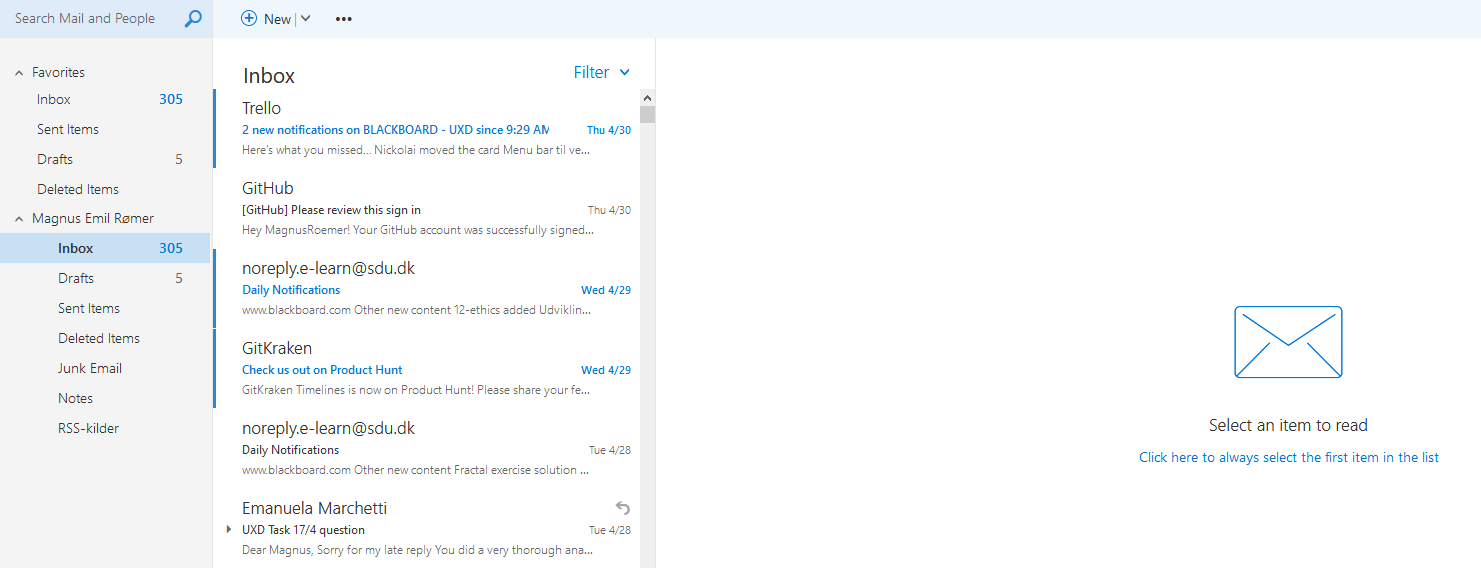 Search Mail and People
New
Favorites
Inbox 305
Sent Items
Drafts 5
Deleted Items
Magnus Emil Rømer
Inbox 305
Drafts 5
Sent Items
Deleted Items
Junk Email
Notes
RSS-kilder
Inbox Filter
Trello
2 new notifications on BLACKBOARD - UXD since 9:29 AM Thu 4/30
Here's what you missed... Nickolai moved the card Menu bar til ve...
GitHub
[GitHub] Please review this sign in Thu 4/30
Hey MagnusRoemer! Your GitHub account was successfully signed...
noreply.e-learn@sdu.dk
Daily Notifications Wed 4/29
www.blackboard.com Other new content 12-ethics added Udviklin...
GitKraken
Check us out on Product Hunt Wed 4/29
GitKraken Timelines is now on Product Hunt! Please share your fe...
noreply.e-learn@sdu.dk
Daily Notifications Tue 4/28
www.blackboard.com Other new content Fractal exercise solution ...
Emanuela Marchetti
UXD Task 17/4 question Tue 4/28
Dear Magnus, Sorry for my late reply You did a very thorough ana...
Select an item to read
Click here to always select the first item in the list